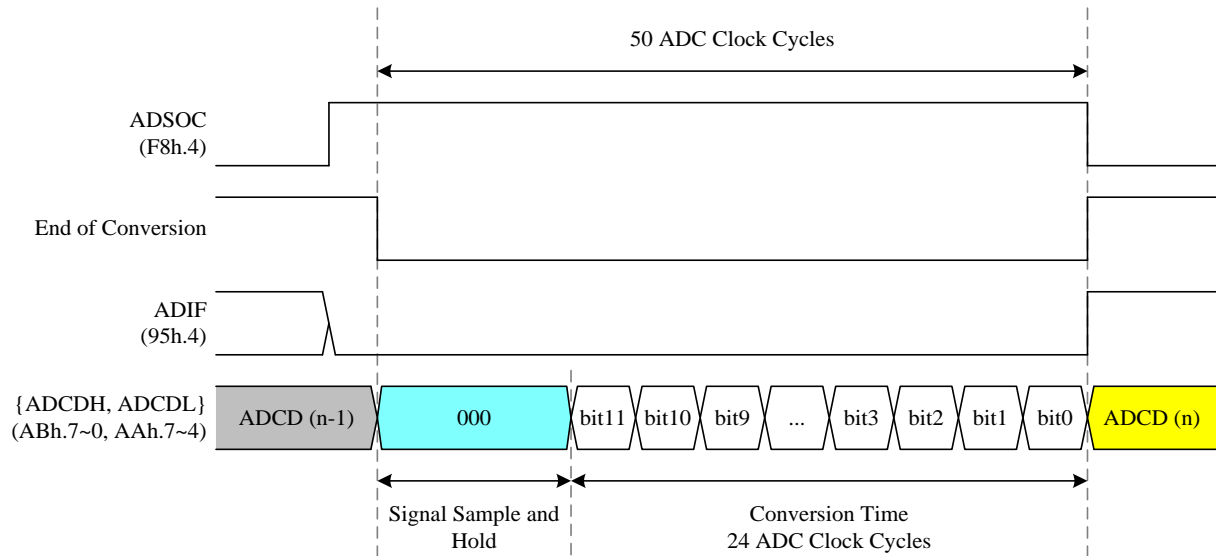 50 ADC Clock Cycles
ADSOC
(F8h.4)
End of Conversion
ADIF
(95h.4)
{ADCDH, ADCDL}
(ABh.7~0, AAh.7~4)
ADCD (n-1)
000
bit11
bit10
bit9
...
bit3
bit2
bit1
bit0
ADCD (n)
Signal Sample and
Hold
Conversion Time
24 ADC Clock Cycles